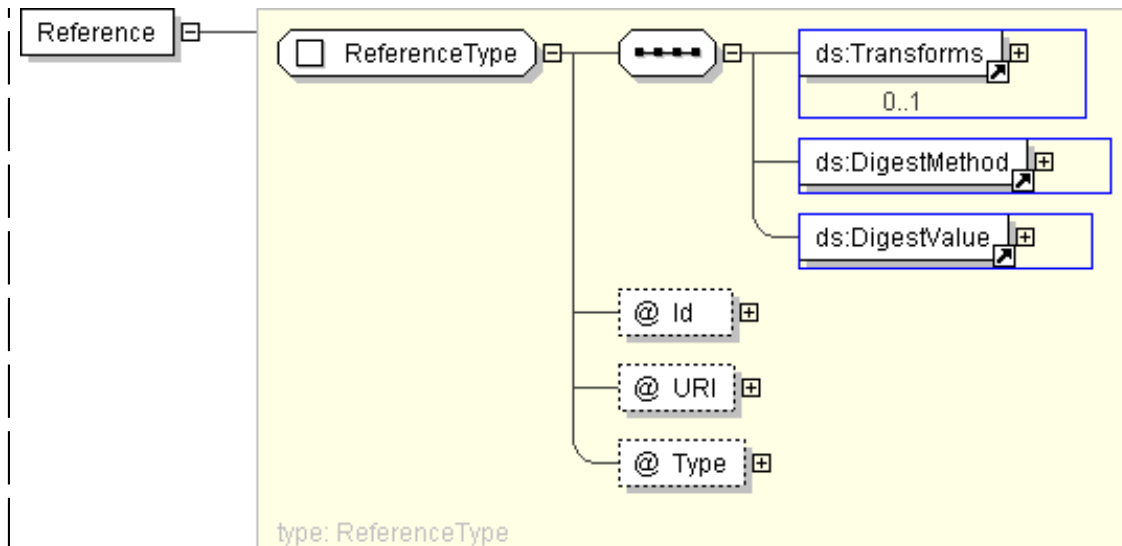 Reference
ReferenceType
ds:Transforms
0..1
ds:DigestMethod
ds:DigestValue
@ Id
@ URI
@ Type
type: ReferenceType